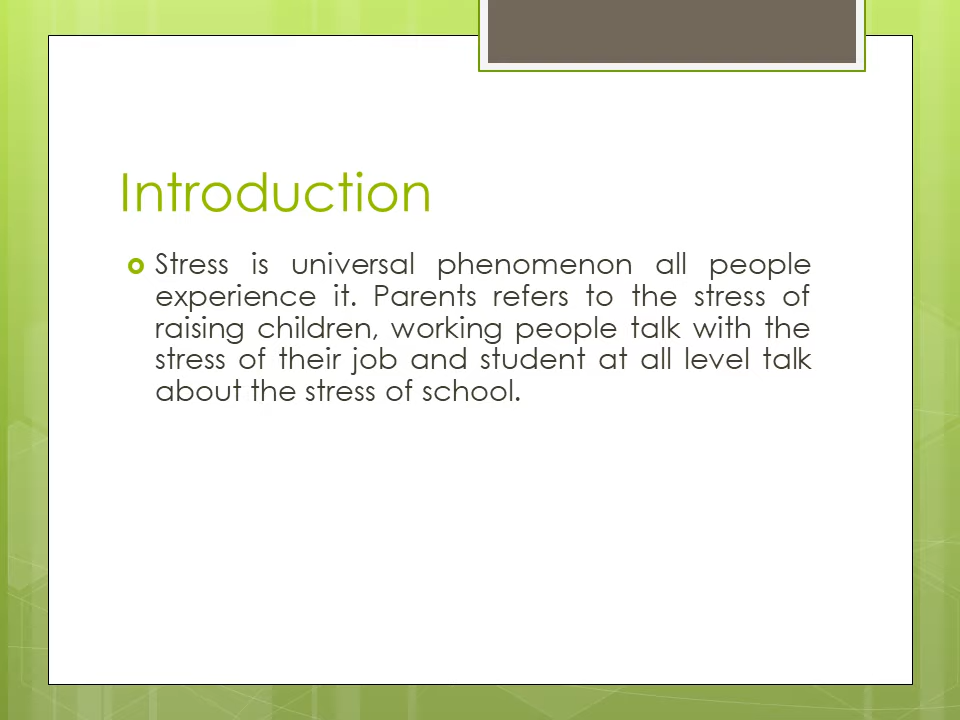 Introduction
Stress is universal phenomenon all people
experience it. Parents refers to the stress of
raising children, working people talk with the
stress of their job and student at all level talk
about the stress of school.